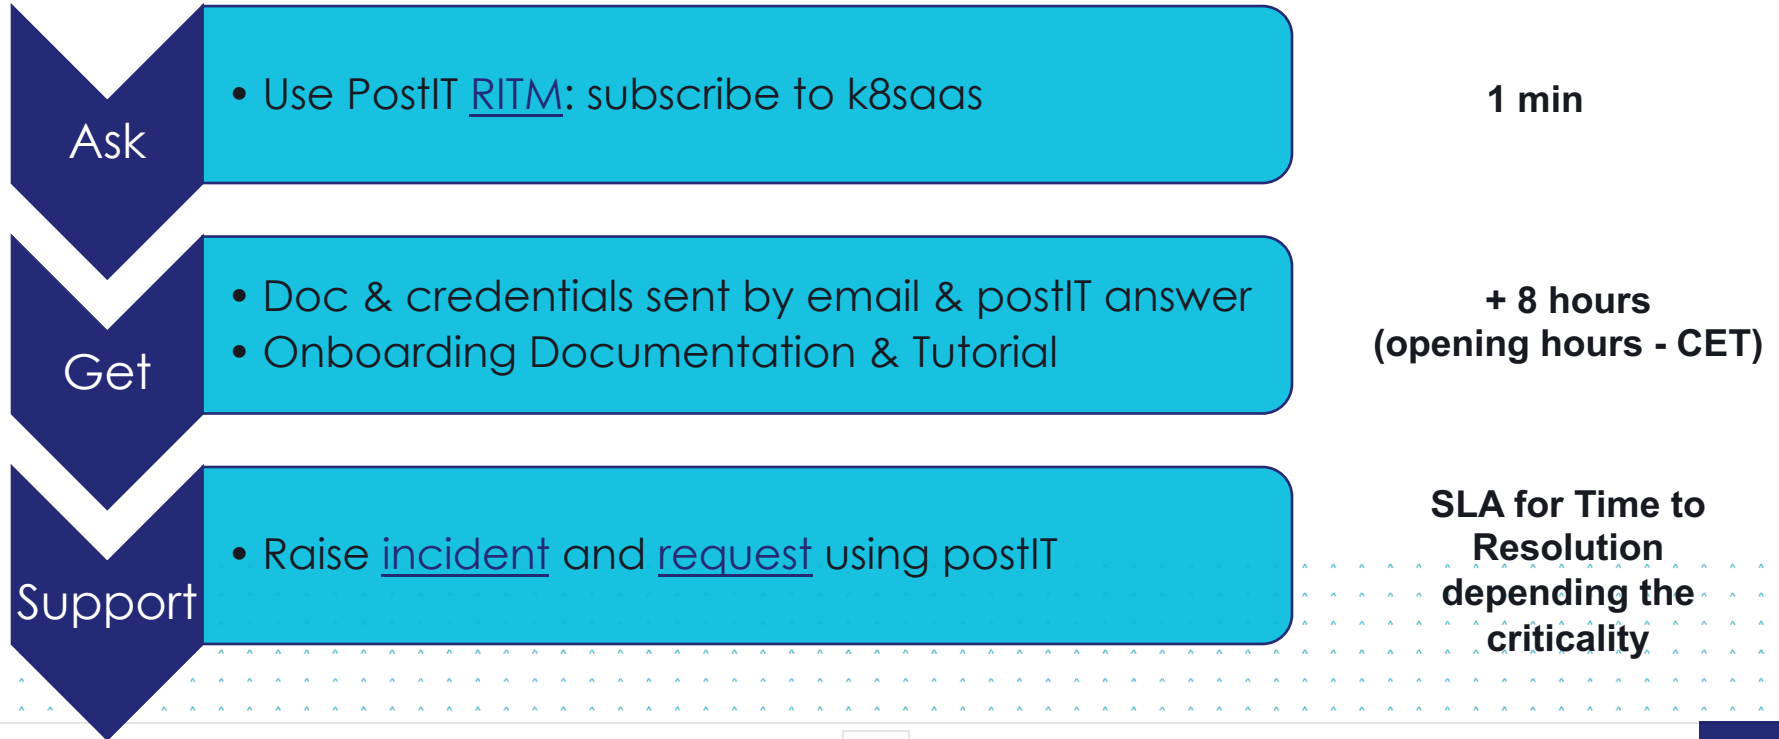 Ask
• Use PostIT RITM: subscribe to k8saas
1 min
Get
• Doc & credentials sent by email & postIT answer
• Onboarding Documentation & Tutorial
+ 8 hours
(opening hours - CET)
Support
• Raise incident and request using postIT
SLA for Time to
Resolution
depending the
criticality